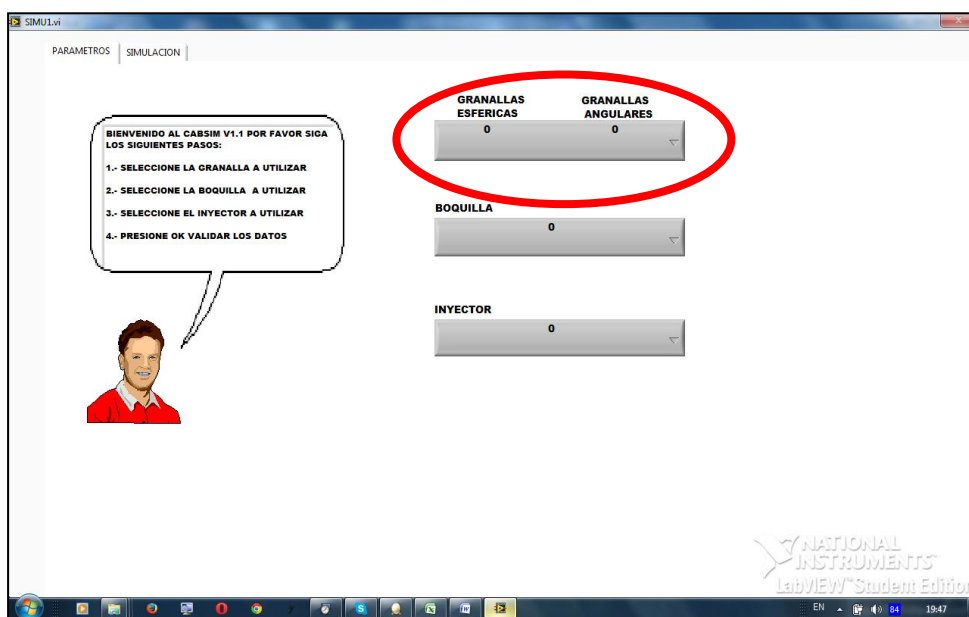 SIMU1.vi
PARAMETROS
SIMULACION
BIENVENIDO AL CABSIM V1.1 POR FAVOR SIGA
LOS SIGUIENTES PASOS:
1.- SELECCIONE LA GRANALLA A UTILIZAR
2.- SELECCIONE LA BOQUILLA A UTILIZAR
3.- SELECCIONE EL INYECTOR A UTILIZAR
4.- PRESIONE OK VALIDAR LOS DATOS
GRANALLAS GRANALLAS
ESFERICAS ANGULARES
0 0
BOQUILLA
0
INYECTOR
0
NATIONAL
INSTRUMENTS
LabVIEW Student Edition
EN 84 19:47